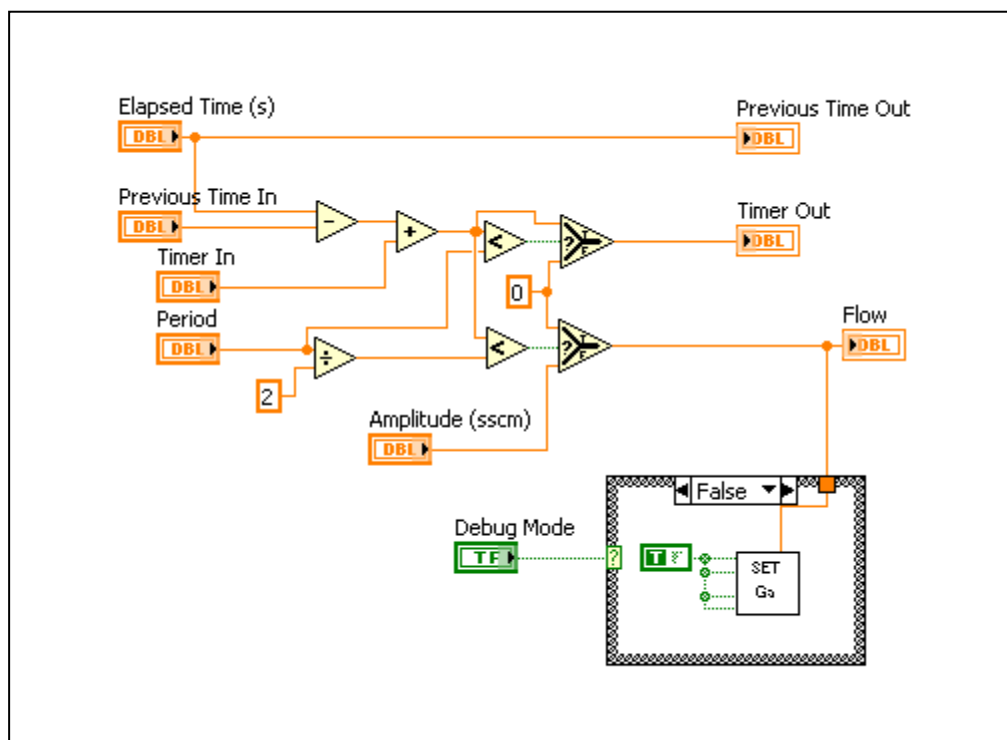 Elapsed Time (s)
DBL
Previous Time Out
DBL
Previous Time In
DBL
-
+
<
?
T
F
Timer Out
DBL
Timer In
DBL
0
Period
DBL
÷
2
<
?
T
F
Flow
DBL
Amplitude (sscm)
DBL
False
Debug Mode
TF
?
T
SET
Ga